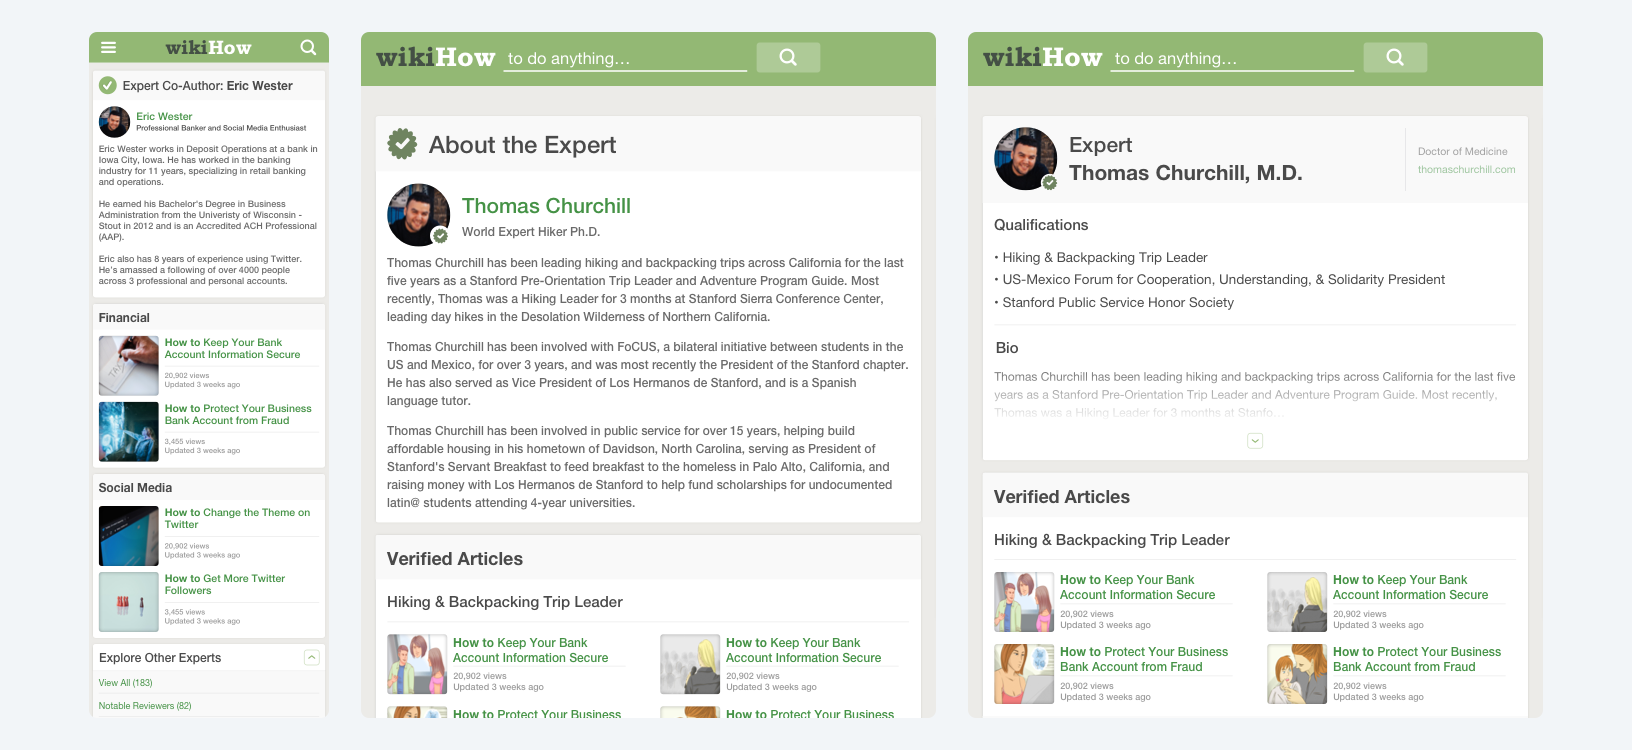 wikiHow
Expert Co-Author: Eric Wester
Eric Wester
Professional Banker and Social Media Enthusiast
Eric Wester works in Deposit Operations at a bank in
Iowa City, Iowa. He has worked in the banking
industry for 11 years, specializing in retail banking
and operations.
He earned his Bachelor's Degree in Business
Administration from the Univeristy of Wisconsin -
Stout in 2012 and is an Accredited ACH Professional
(AAP).
Eric also has 8 years of experience using Twitter.
He's amassed a following of over 4000 people
across 3 professional and personal accounts.
Financial
How to Keep Your Bank
Account Information Secure
20,902 views
Updated 3 weeks ago
How to Protect Your Business
Bank Account from Fraud
3,455 views
Updated 3 weeks ago
Social Media
How to Change the Theme on
Twitter
20,902 views
Updated 3 weeks ago
How to Get More Twitter
Followers
3,455 views
Updated 3 weeks ago
Explore Other Experts
View All (183)
Notable Reviewers (82)
wikiHow to do anything...
About the Expert
Thomas Churchill
World Expert Hiker Ph.D.
Thomas Churchill has been leading hiking and backpacking trips across California for the last
five years as a Stanford Pre-Orientation Trip Leader and Adventure Program Guide. Most
recently, Thomas was a Hiking Leader for 3 months at Stanford Sierra Conference Center,
leading day hikes in the Desolation Wilderness of Northern California.
Thomas Churchill has been involved with FoCUS, a bilateral initiative between students in the
US and Mexico, for over 3 years, and was most recently the President of the Stanford chapter.
He has also served as Vice President of Los Hermanos de Stanford, and is a Spanish
language tutor.
Thomas Churchill has been involved in public service for over 15 years, helping build
affordable housing in his hometown of Davidson, North Carolina, serving as President of
Stanford's Servant Breakfast to feed breakfast to the homeless in Palo Alto, California, and
raising money with Los Hermanos de Stanford to help fund scholarships for undocumented
latin@ students attending 4-year universities.
Verified Articles
Hiking & Backpacking Trip Leader
How to Keep Your Bank
Account Information Secure
20,902 views
Updated 3 weeks ago
How to Keep Your Bank
Account Information Secure
20,902 views
Updated 3 weeks ago
How to Protect Your Business
How to Protect Your Business
wikiHow to do anything...
Expert
Thomas Churchill, M.D.
Doctor of Medicine
thomaschurchill.com
Qualifications
• Hiking & Backpacking Trip Leader
• US-Mexico Forum for Cooperation, Understanding, & Solidarity President
• Stanford Public Service Honor Society
Bio
Thomas Churchill has been leading hiking and backpacking trips across California for the last five
years as a Stanford Pre-Orientation Trip Leader and Adventure Program Guide. Most recently,
Thomas was a Hiking Leader for 3 months at Stanfo..
Verified Articles
Hiking & Backpacking Trip Leader
How to Keep Your Bank
Account Information Secure
20,902 views
Updated 3 weeks ago
How to Keep Your Bank
Account Information Secure
20,902 views
Updated 3 weeks ago
How to Protect Your Business
Bank Account from Fraud
20,902 views
Updated 3 weeks ago
How to Protect Your Business
Bank Account from Fraud
20,902 views
Updated 3 weeks ago